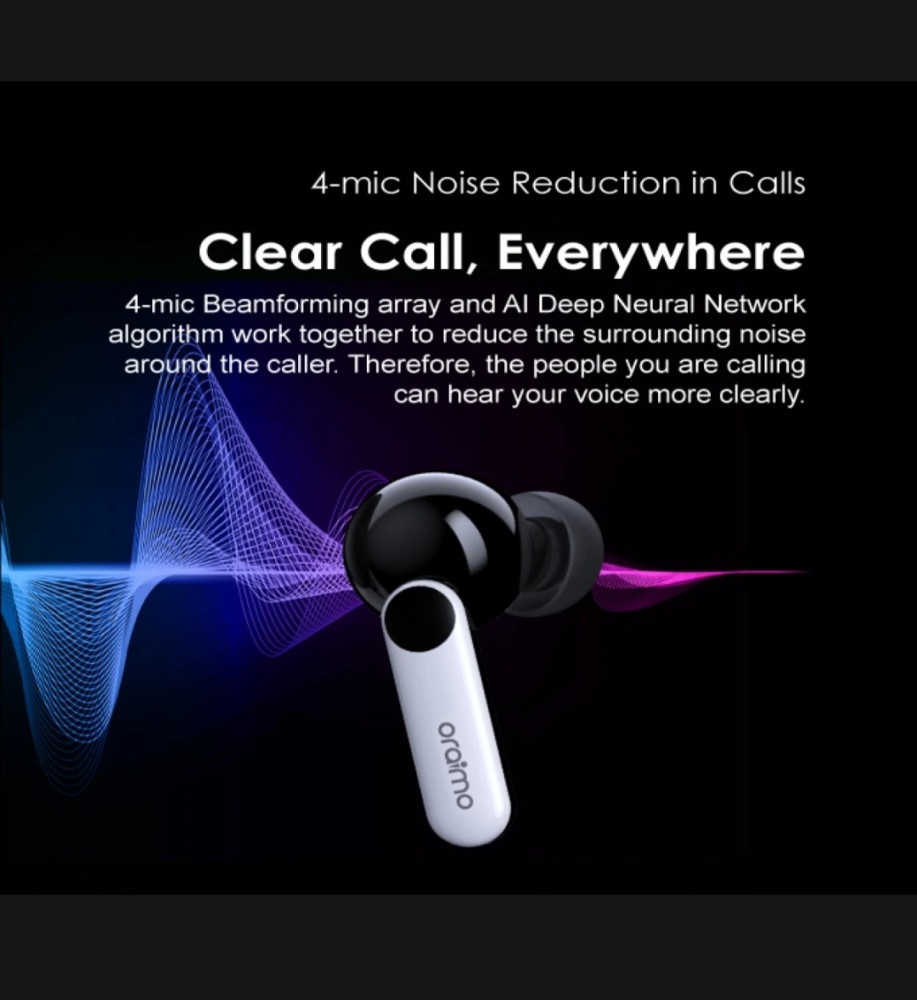 4-mic Noise Reduction in Calls
Clear Call, Everywhere
4-mic Beamforming array and AI Deep Neural Network
algorithm work together to reduce the surrounding noise
around the caller. Therefore, the people you are calling
can hear your voice more clearly.
oraimo